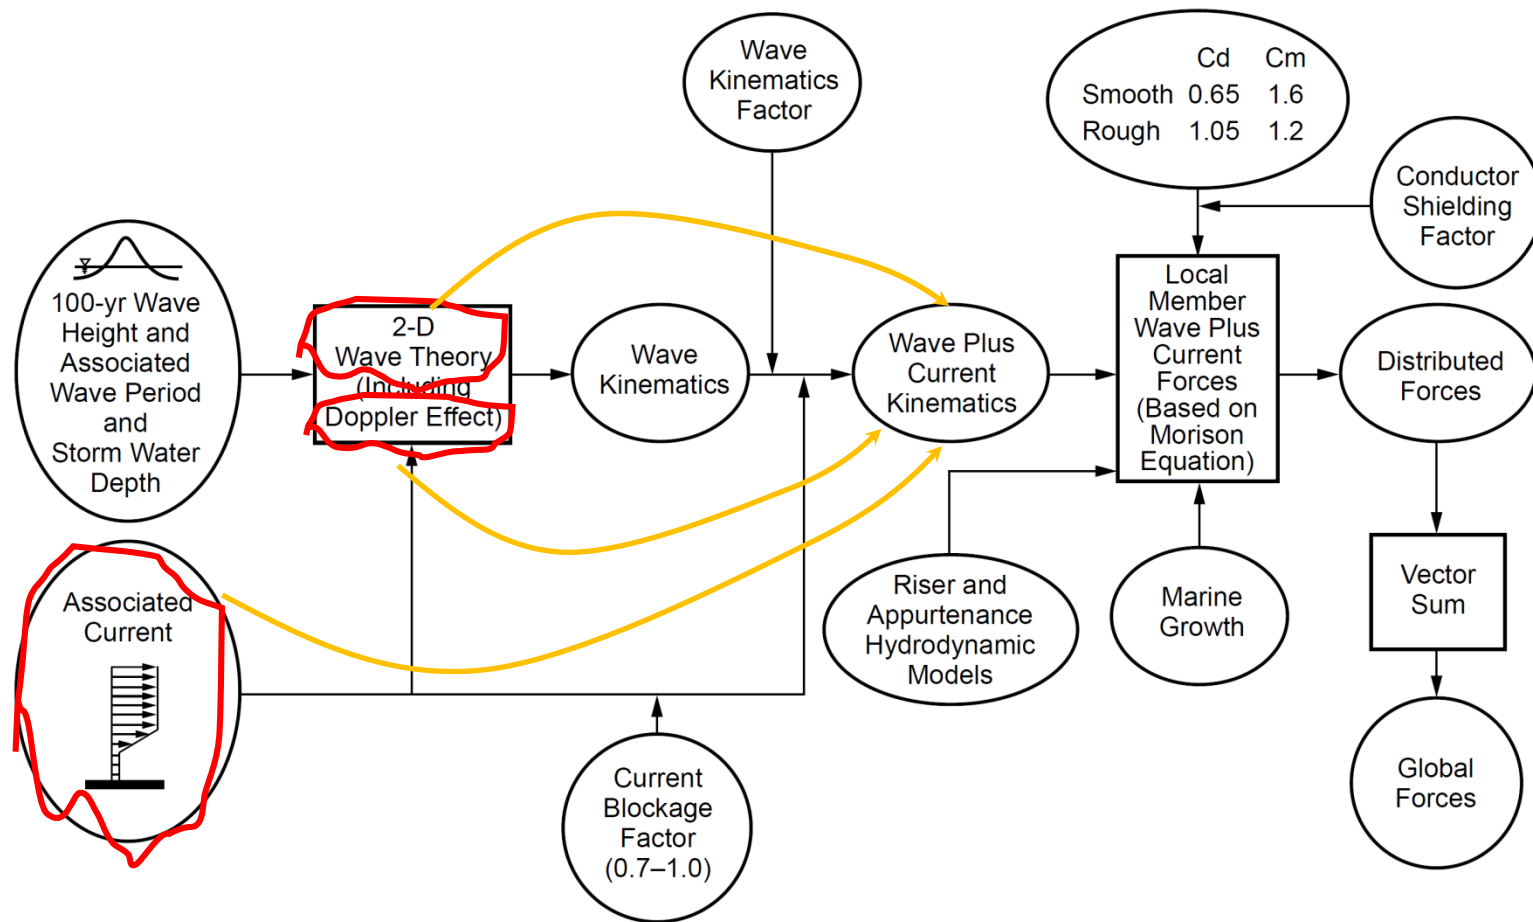 Wave
Kinematics
Factor
Cd Cm
Smooth 0.65 1.6
Rough 1.05 1.2
Conductor
Shielding
Factor
100-yr Wave
Height and
Associated
Wave Period
and
Storm Water
Depth
2-D
Wave Theory
(Including
Doppler Effect)
Wave
Kinematics
Wave Plus
Current
Kinematics
Local
Member
Wave Plus
Current
Forces
(Based on
Morison
Equation)
Distributed
Forces
Associated
Current
Riser and
Appurtenance
Hydrodynamic
Models
Marine
Growth
Vector
Sum
Current
Blockage
Factor
(0.7–1.0)
Global
Forces